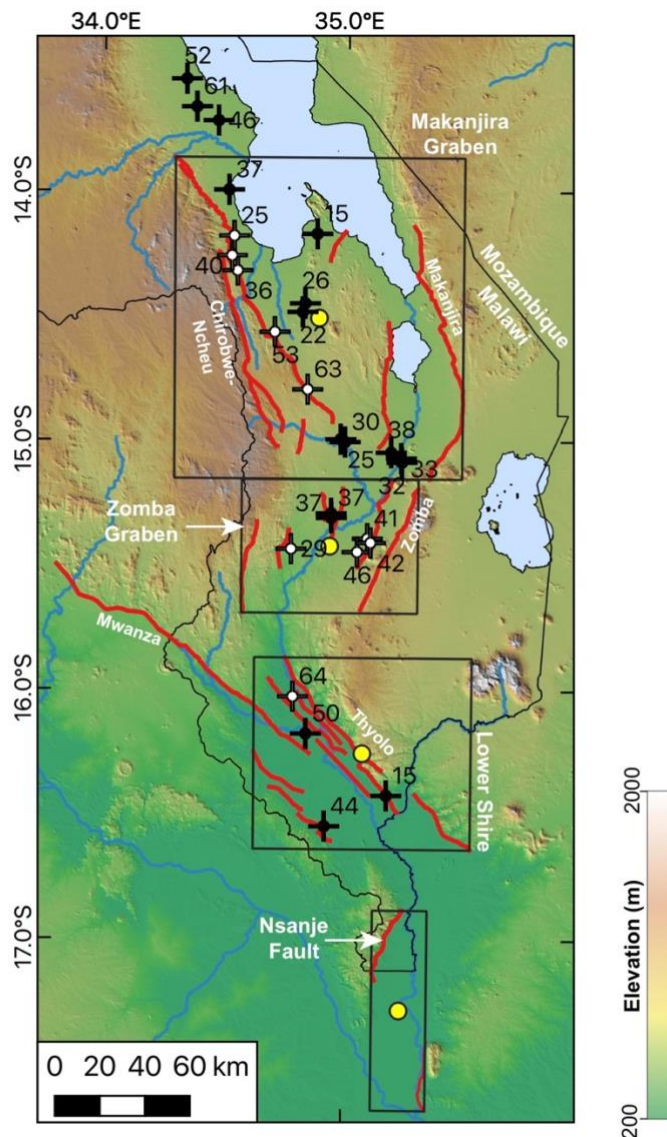 34.0°E 35.0°E
52
61
46
Makanjira
Graben
14.0°S
37
15
25
Mozambique
Malawi
40
36
26
22
Makanjira
Chirobwe-
Ncheu
53
63
15.0°S
30
25
38
33
32
37 37
Zomba
Graben
41
Zomba
29
42
46
Mwanza
16.0°S
64
50
Thyolo
15
Lower Shire
44
17.0°S
Nsanje
Fault
0 20 40 60 km
2000
Elevation (m)
200